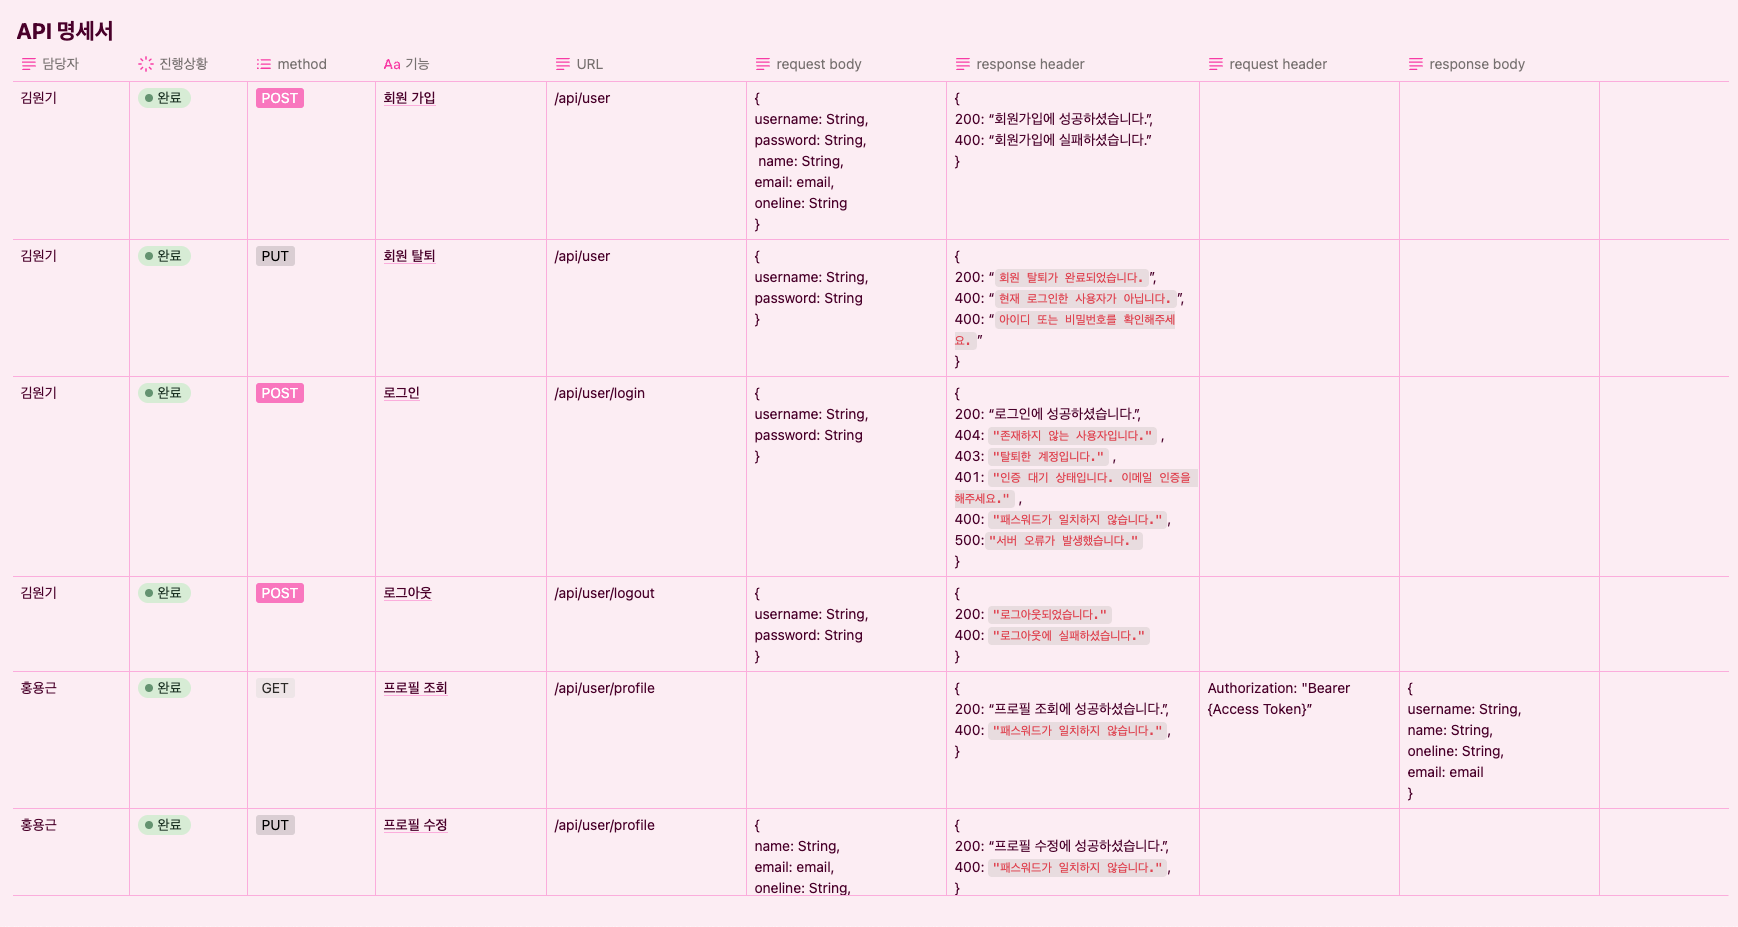 API 명세서
담당자 진행상황 method Aa 기능 URL request body response header request header response body
김원기 완료 POST 회원 가입 /api/user
{
username: String,
password: String,
name: String,
email: email,
oneline: String
}
{
200: “회원가입에 성공하셨습니다.”,
400: “회원가입에 실패하셨습니다.”
}
김원기 완료 PUT 회원 탈퇴 /api/user
{
username: String,
password: String
}
{
200: “회원 탈퇴가 완료되었습니다.”,
400: “현재 로그인한 사용자가 아닙니다.”,
400: “아이디 또는 비밀번호를 확인해주세
요.”
}
김원기 완료 POST 로그인 /api/user/login
{
username: String,
password: String
}
{
200: “로그인에 성공하셨습니다.”,
404: "존재하지 않는 사용자입니다." ,
403: "탈퇴한 계정입니다." ,
401: "인증 대기 상태입니다. 이메일 인증을
해주세요." ,
400: "패스워드가 일치하지 않습니다.",
500:"서버 오류가 발생했습니다."
}
김원기 완료 POST 로그아웃 /api/user/logout
{
username: String,
password: String
}
{
200: "로그아웃되었습니다."
400: "로그아웃에 실패하셨습니다."
}
홍용근 완료 GET 프로필 조회 /api/user/profile
{
200: “프로필 조회에 성공하셨습니다.”,
400: "패스워드가 일치하지 않습니다.",
}
Authorization: "Bearer
{Access Token}”
{
username: String,
name: String,
oneline: String,
email: email
}
홍용근 완료 PUT 프로필 수정 /api/user/profile
{
name: String,
email: email,
oneline: String,
{
200: “프로필 수정에 성공하셨습니다.”,
400: "패스워드가 일치하지 않습니다.",
}